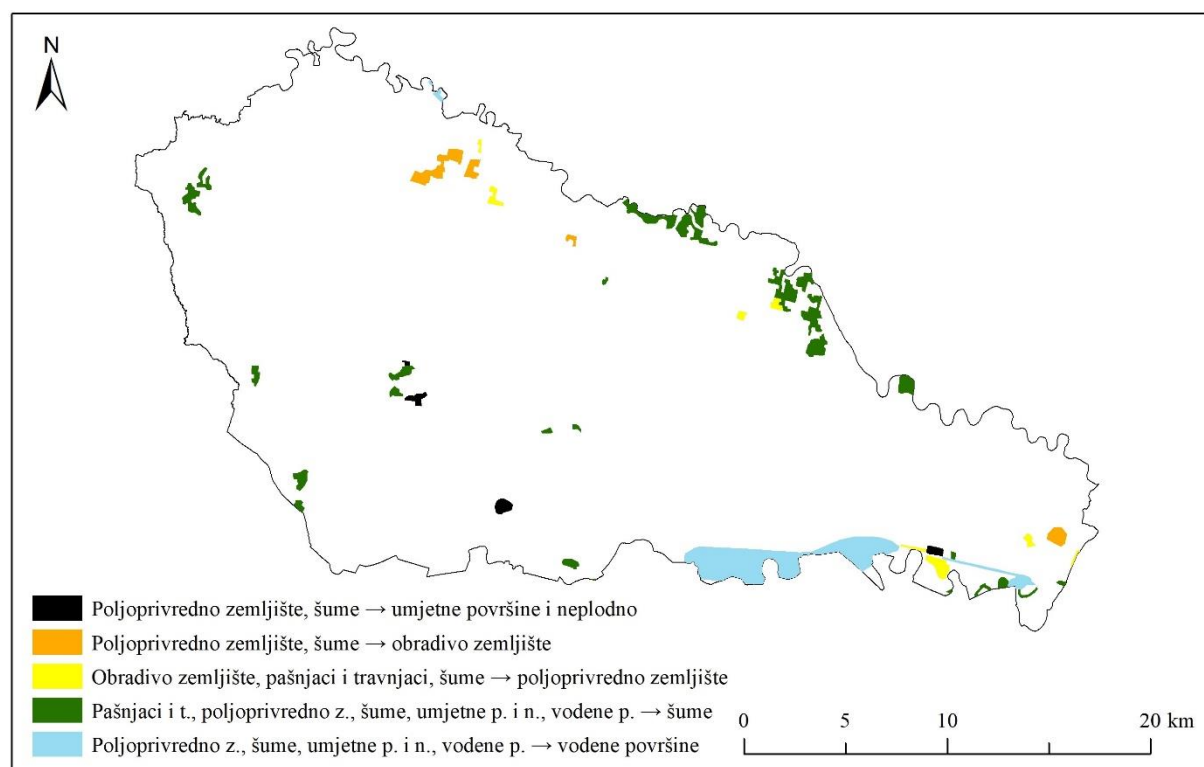 N
Poljoprivredno zemljište, šume → umjetne površine i neplodno
Poljoprivredno zemljište, šume → obradivo zemljište
Obradivo zemljište, pašnjaci i travnjaci, šume → poljoprivredno zemljište
Pašnjaci i t., poljoprivredno z., šume, umjetne p. i n., vodene p. → šume
Poljoprivredno z., šume, umjetne p. i n., vodene p. → vodene površine
0 5 10 20 km